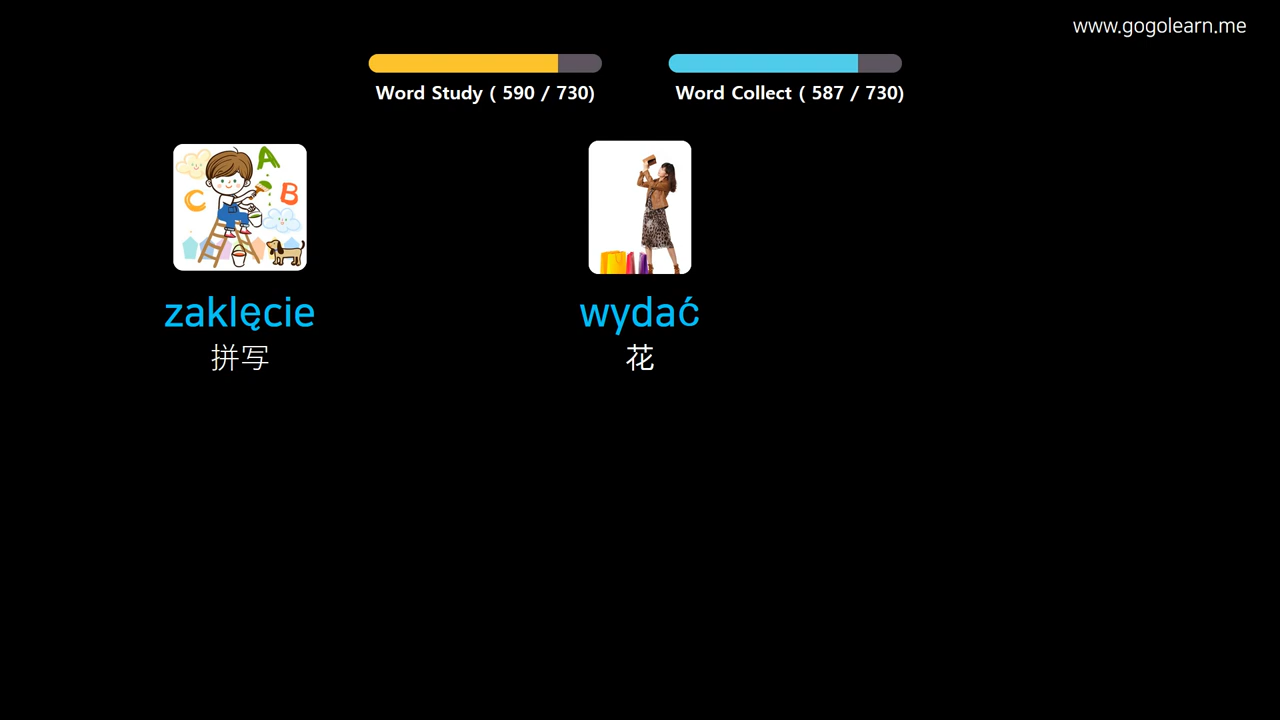 www.gogolearn.me
Word Study ( 590 / 730)
Word Collect ( 587 / 730)
A
B
C
zaklęcie
拼写
wydać
花